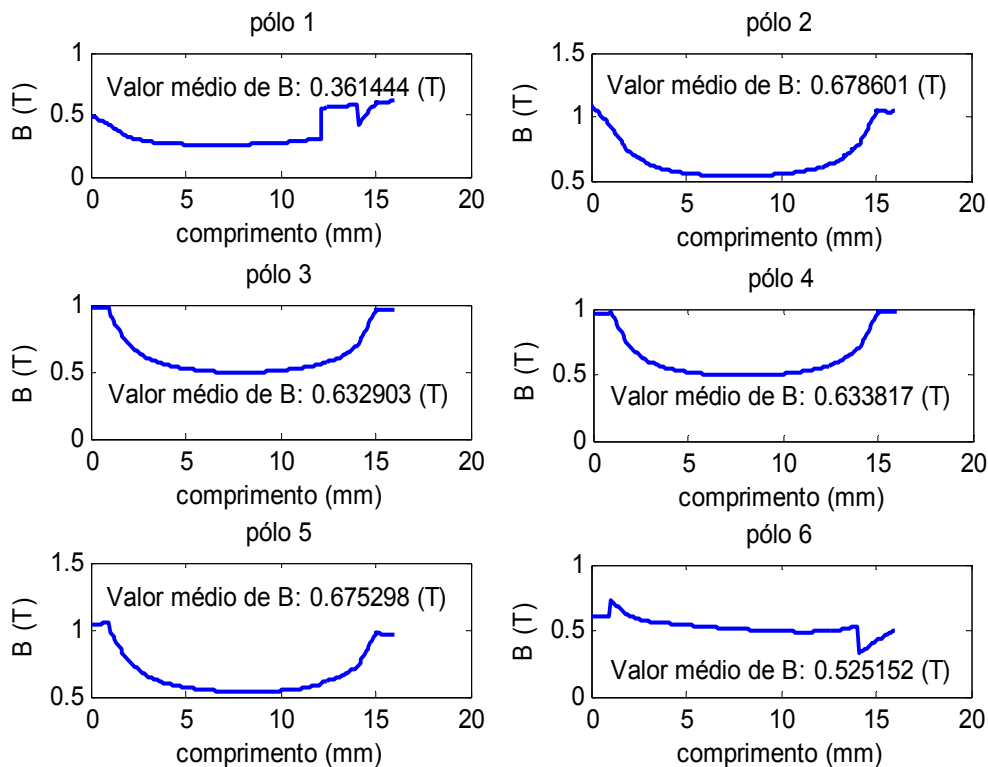 pólo 1
B (T)
1
0.5
0
Valor médio de B: 0.361444 (T)
0 5 10 15 20
comprimento (mm)
pólo 2
B (T)
1.5
1
0.5
Valor médio de B: 0.678601 (T)
0 5 10 15 20
comprimento (mm)
pólo 3
B (T)
1
0.5
0
Valor médio de B: 0.632903 (T)
0 5 10 15 20
comprimento (mm)
pólo 4
B (T)
1
0.5
0
Valor médio de B: 0.633817 (T)
0 5 10 15 20
comprimento (mm)
pólo 5
B (T)
1.5
1
0.5
Valor médio de B: 0.675298 (T)
0 5 10 15 20
comprimento (mm)
pólo 6
B (T)
1
0.5
0
Valor médio de B: 0.525152 (T)
0 5 10 15 20
comprimento (mm)